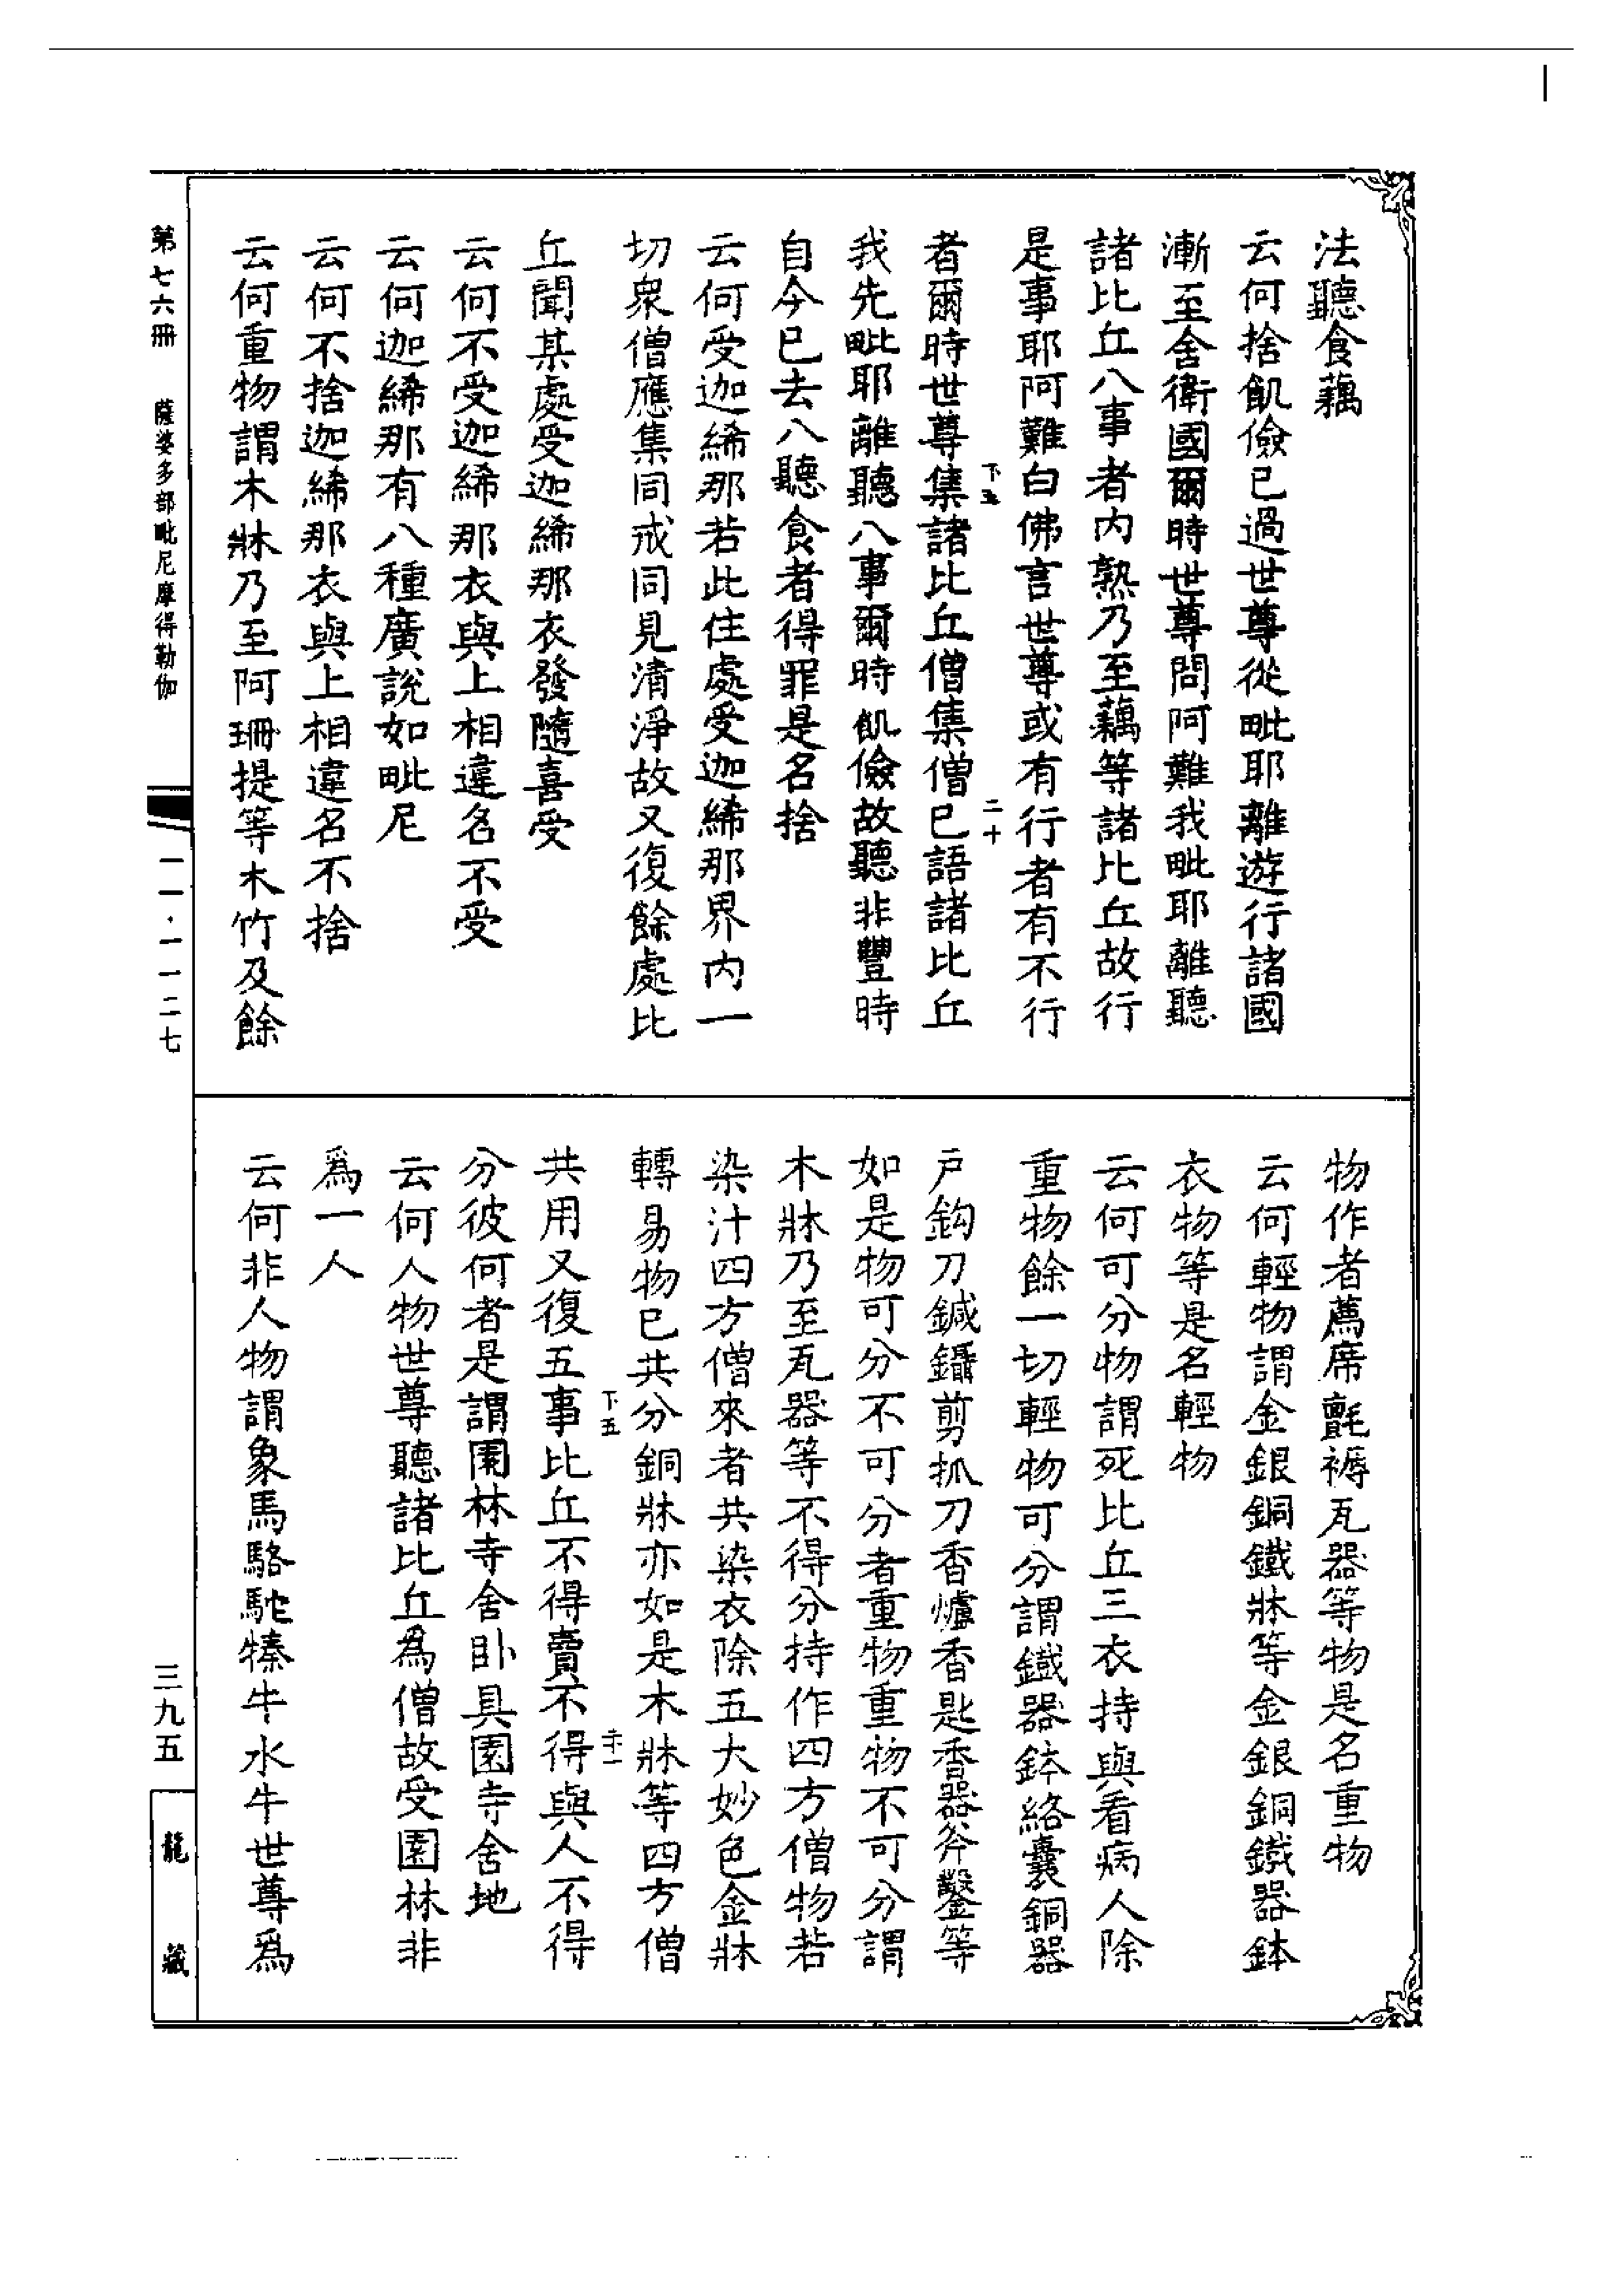 法聽食藕
云何捨飢儉已過世尊從毗耶離遊行諸國
漸至舍衛國爾時世尊問阿難我毗耶離聽
諸比丘八事者內熟乃至藕等諸比丘故行
是事耶阿難白佛言世尊或有行者有不行
下五 二十
者爾時世尊集諸比丘僧集僧已語諸比丘
我先毗耶離聽八事爾時飢儉故聽非豐時
自今已去八聽食者得罪是名捨
云何受迦絺那若此住處受迦絺那界內一
切衆僧應集同戒同見清淨故又復餘處比
丘聞某處受迦絺那衣發隨喜受
云何不受迦絺那衣與上相違名不受
云何迦絺那有八種廣說如毗尼
云何不捨迦絺那衣與上相違名不捨
云何重物謂木牀乃至阿珊提等木竹及餘
物作者薦席氍褥瓦器等物是名重物
云何輕物謂金銀銅鐵牀等金銀銅鐵器鉢
衣物等是名輕物
云何可分物謂死比丘三衣持與看病人除
重物餘一切輕物可分謂鐵器鉢絡囊銅器
戶鉤刀鍼鑷剪抓刀香爐香匙香器斧鑿等
如是物可分不可分者重物重物不可分謂
木牀乃至瓦器等不得分持作四方僧物若
染汁四方僧來者共染衣除五大妙色金牀
轉易物已共分銅牀亦如是木牀等四方僧
下五 二十一
共用又復五事比丘不得賣不得與人不得
分彼何者是謂園林寺舍臥具園寺舍地
云何人物世尊聽諸比丘爲僧故受園林非
爲一人
云何非人物謂象馬駱駝犛牛水牛世尊爲
第七六冊 薩婆多部毗尼摩得勒伽
一一·一一二七
三九五
龍藏